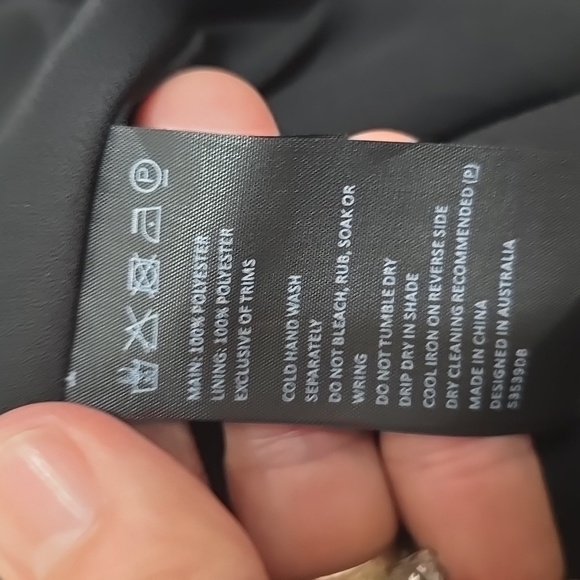 MAIN: 100% POLYESTER
LINING: 100% POLYESTER
EXCLUSIVE OF TRIMS
COLD HAND WASH
SEPARATELY
DO NOT BLEACH, RUB, SOAK OR
WRING
DO NOT TUMBLE DRY
DRIP DRY IN SHADE
COOL IRON ON REVERSE SIDE
DRY CLEANING RECOMMENDED (P)
MADE IN CHINA
DESIGNED IN AUSTRALIA
53539DB
P